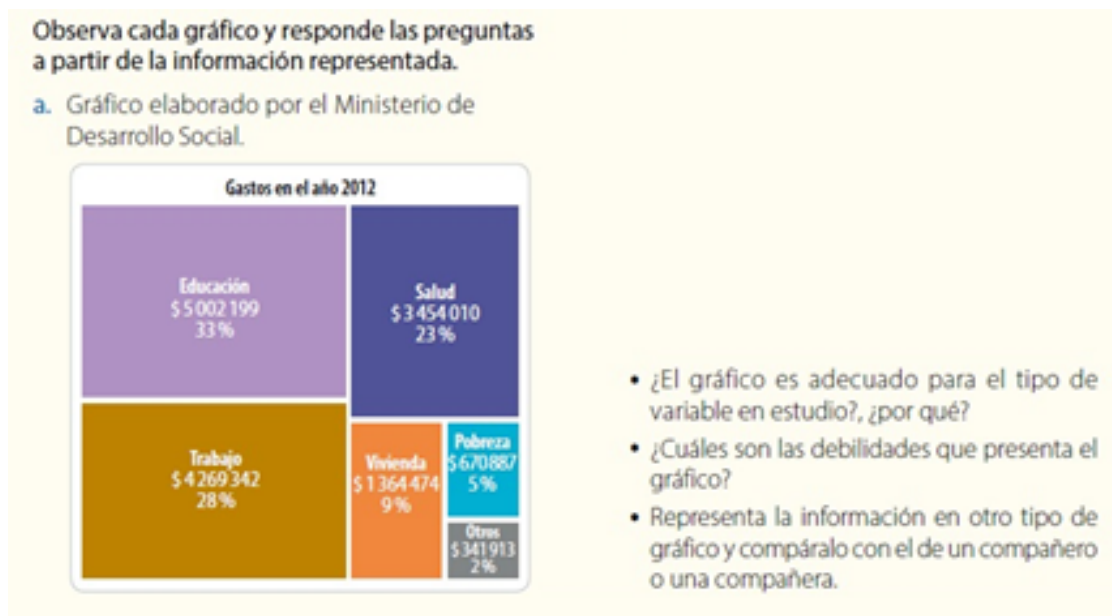 Observa cada gráfico y responde las preguntas
a partir de la información representada.
a. Gráfico elaborado por el Ministerio de
Desarrollo Social.
Gastos en el año 2012
Educación
$ 5 002 199
33 %
Salud
$ 3 454 010
23 %
Trabajo
$ 4 269 342
28 %
Vivienda
$ 1 364 474
9 %
Pobreza
$ 670 887
5 %
Otros
$ 341 913
2 %
• ¿El gráfico es adecuado para el tipo de
variable en estudio?, ¿por qué?
• ¿Cuáles son las debilidades que presenta el
gráfico?
• Representa la información en otro tipo de
gráfico y compáralo con el de un compañero
o una compañera.